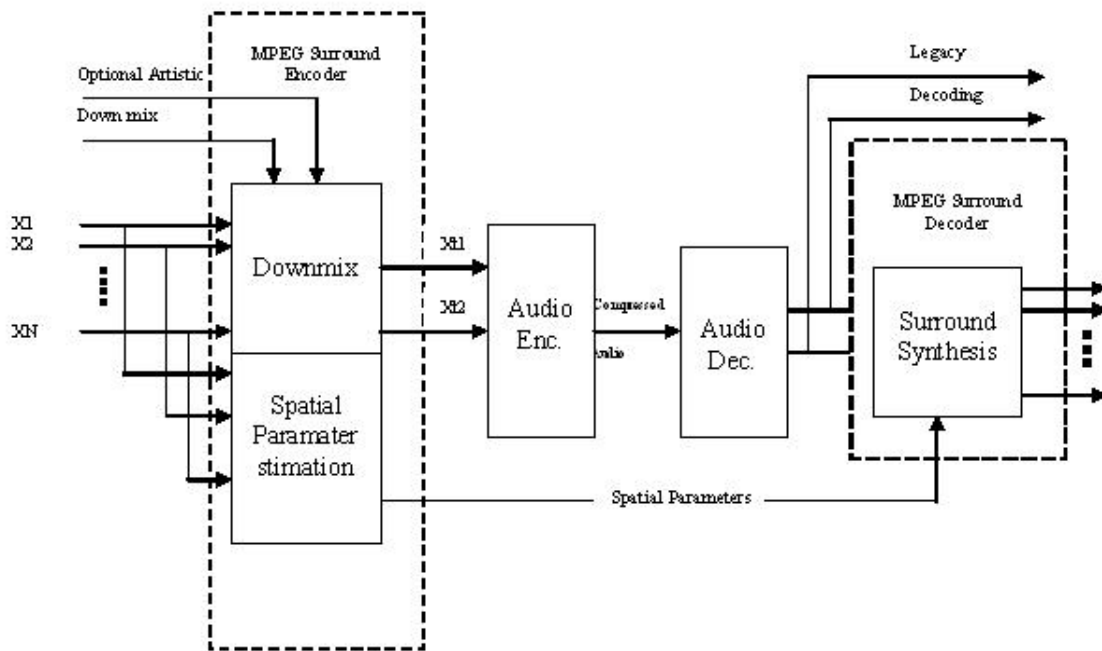 MPEG Surround
Encoder
Optional Artistic
Down mix
X1
X2
XN
Downmix
Spatial
Paramater
stimation
Xt1
Xt2
Audio
Enc.
Compressed
Audio
Audio
Dec.
Legacy
Decoding
MPEG Surround
Decoder
Surround
Synthesis
Spatial Parameters